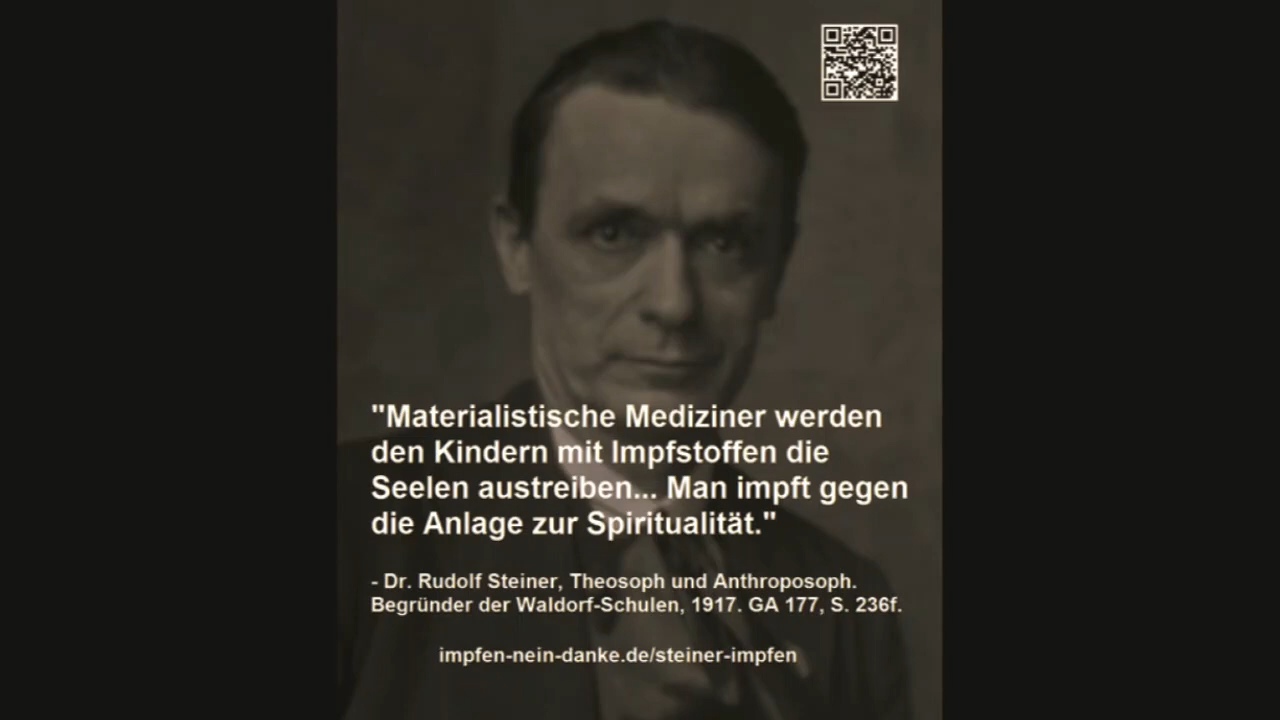 "Materialistische Mediziner werden
den Kindern mit Impfstoffen die
Seelen austreiben... Man impft gegen
die Anlage zur Spiritualität."
- Dr. Rudolf Steiner, Theosoph und Anthroposoph.
Begründer der Waldorf-Schulen, 1917. GA 177, S. 236f.
impfen-nein-danke.de/steiner-impfen